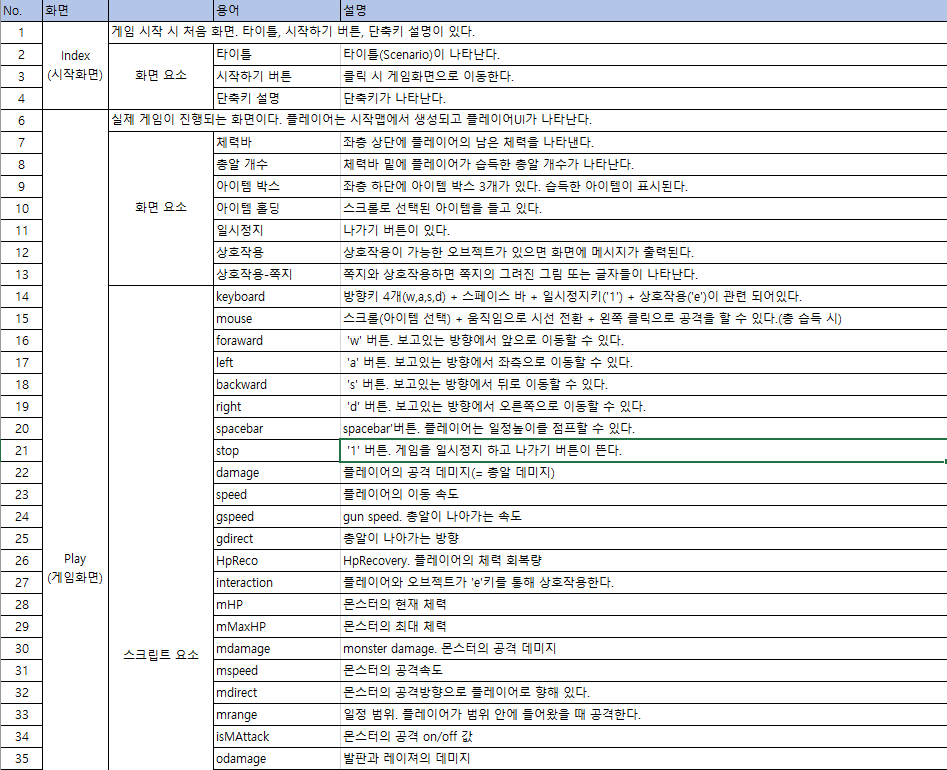 No. 화면 용어 설명
1 게임 시작 시 처음 화면. 타이틀, 시작하기 버튼, 단축키 설명이 있다.
Index
(시작화면)
화면 요소
2 타이틀 타이틀(Scenario)이 나타난다.
3 시작하기 버튼 클릭 시 게임화면으로 이동한다.
4 단축키 설명 단축키가 나타난다.
6 실제 게임이 진행되는 화면이다. 플레이어는 시작맵에서 생성되고 플레이어UI가 나타난다.
7 체력바 좌측 상단에 플레이어의 남은 체력을 나타낸다.
8 총알 개수 체력바 밑에 플레이어가 습득한 총알 개수가 나타난다.
9 아이템 박스 좌측 하단에 아이템 박스 3개가 있다. 습득한 아이템이 표시된다.
화면 요소
10 아이템 홀딩 스크롤로 선택된 아이템을 들고 있다.
11 일시정지 나가기 버튼이 있다.
12 상호작용 상호작용이 가능한 오브젝트가 있으면 화면에 메시지가 출력된다.
13 상호작용-쪽지 쪽지와 상호작용하면 쪽지의 그려진 그림 또는 글자들이 나타난다.
14 keyboard 방향키 4개(w,a,s,d) + 스페이스 바 + 일시정지키('1') + 상호작용('e')이 관련 되어있다.
15 mouse 스크롤(아이템 선택) + 움직임으로 시선 전환 + 왼쪽 클릭으로 공격을 할 수 있다.(총 습득 시)
16 foraward 'w' 버튼. 보고있는 방향에서 앞으로 이동할 수 있다.
17 left 'a' 버튼. 보고있는 방향에서 좌측으로 이동할 수 있다.
18 backward 's' 버튼. 보고있는 방향에서 뒤로 이동할 수 있다.
19 right 'd' 버튼. 보고있는 방향에서 오른쪽으로 이동할 수 있다.
20 spacebar spacebar'버튼. 플레이어는 일정높이를 점프할 수 있다.
21 stop '1' 버튼. 게임을 일시정지 하고 나가기 버튼이 뜬다.
22 damage 플레이어의 공격 데미지(= 총알 데미지)
23 speed 플레이어의 이동 속도
24 gspeed gun speed. 총알이 나아가는 속도
25 gdirect 총알이 나아가는 방향
Play
(게임화면)
26 HpReco HpRecovery. 플레이어의 체력 회복량
27 interaction 플레이어와 오브젝트가 'e'키를 통해 상호작용한다.
28 mHP 몬스터의 현재 체력
29 mMaxHP 몬스터의 최대 체력
스크립트 요소
30 mdamage monster damage. 몬스터의 공격 데미지
31 mspeed 몬스터의 공격속도
32 mdirect 몬스터의 공격방향으로 플레이어로 향해 있다.
33 mrange 일정 범위. 플레이어가 범위 안에 들어왔을 때 공격한다.
34 isMAttack 몬스터의 공격 on/off 값
35 odamage 발판과 레이져의 데미지